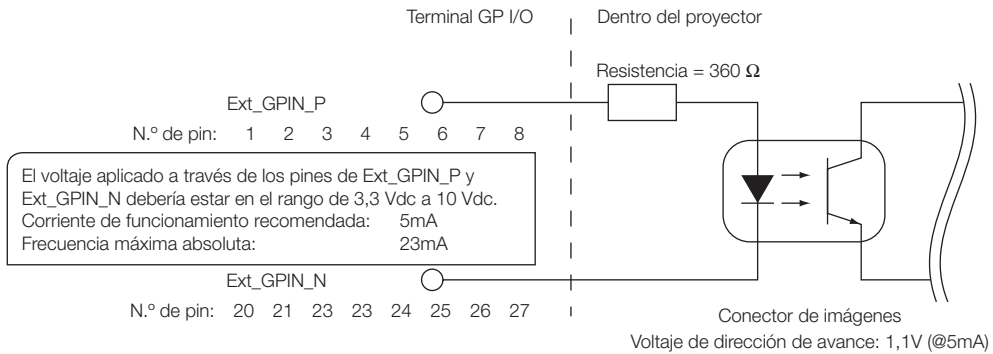 Terminal GP I/O
Dentro del proyector
Resistencia = 360 Ω
Ext_GPIN_P
N.º de pin: 1 2 3 4 5 6 7 8
El voltaje aplicado a través de los pines de Ext_GPIN_P y
Ext_GPIN_N debería estar en el rango de 3,3 Vdc a 10 Vdc.
Corriente de funcionamiento recomendada: 5mA
Frecuencia máxima absoluta: 23mA
Ext_GPIN_N
N.º de pin: 20 21 23 23 24 25 26 27
Conector de imágenes
Voltaje de dirección de avance: 1,1V (@5mA)